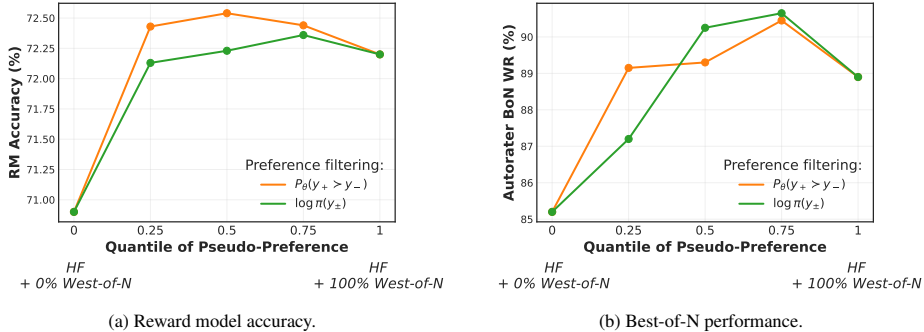 RM Accuracy (%)
72.50
72.25
72.00
71.75
71.50
71.25
71.00
Preference filtering:
P_θ(y₊ ≻ y₋)
log π(y±)
0 0.25 0.5 0.75 1
Quantile of Pseudo-Preference
HF
+ 0% West-of-N
HF
+ 100% West-of-N
(a) Reward model accuracy.
Autorater BoN WR (%)
90
89
88
87
86
85
Preference filtering:
P_θ(y₊ ≻ y₋)
log π(y±)
0 0.25 0.5 0.75 1
Quantile of Pseudo-Preference
HF
+ 0% West-of-N
HF
+ 100% West-of-N
(b) Best-of-N performance.